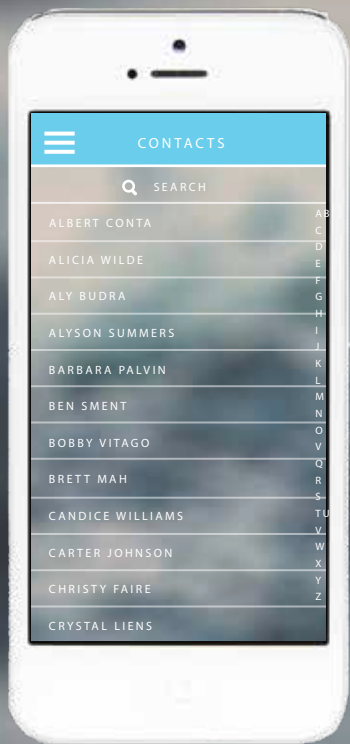 CONTACTS
SEARCH
ALBERT CONTA
ALICIA WILDE
ALY BUDRA
ALYSON SUMMERS
BARBARA PALVIN
BEN SMENT
BOBBY VITAGO
BRETT MAH
CANDICE WILLIAMS
CARTER JOHNSON
CHRISTY FAIRE
CRYSTAL LIENS
AB
C
D
E
F
G
H
I
J
K
L
M
N
O
V
Q
R
S
TU
V
W
X
Y
Z